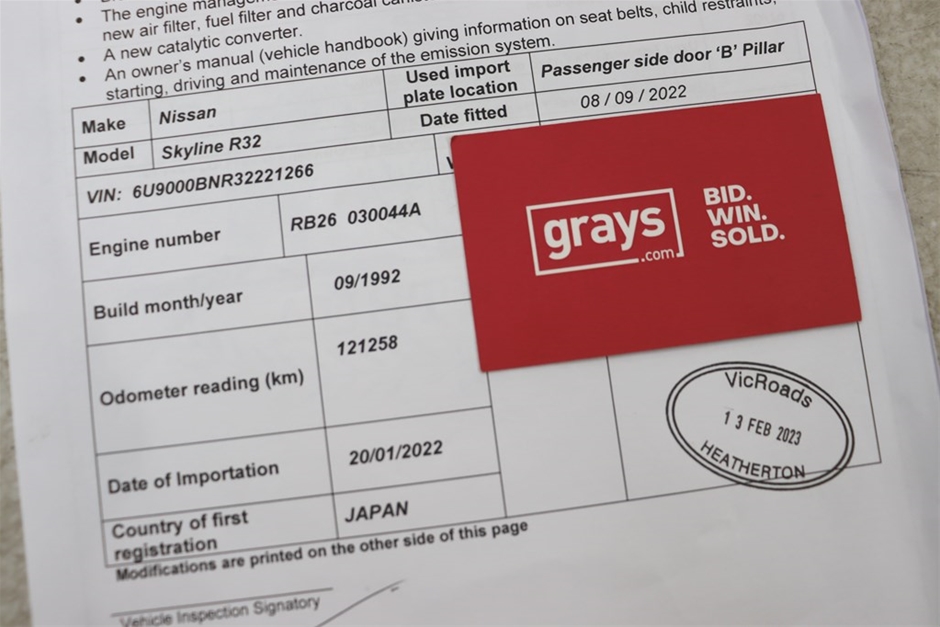 • The engine
new air filter, fuel filter and charcoal
• A new catalytic converter.
• An owner's manual (vehicle handbook) giving information on seat belts, child restraints,
starting, driving and maintenance of the emission system.
Make
Nissan
Used import
plate location
Passenger side door 'B' Pillar
Model
Skyline R32
Date fitted
08 / 09 / 2022
VIN: 6U9000BNR32221266
Engine number
RB26 030044A
Build month/year
09/1992
Odometer reading (km)
121258
Date of Importation
20/01/2022
Country of first
registration
JAPAN
Modifications are printed on the other side of this page
Vehicle Inspection Signatory
grays
.com
BID.
WIN.
SOLD.
VicRoads
13 FEB 2023
HEATHERTON